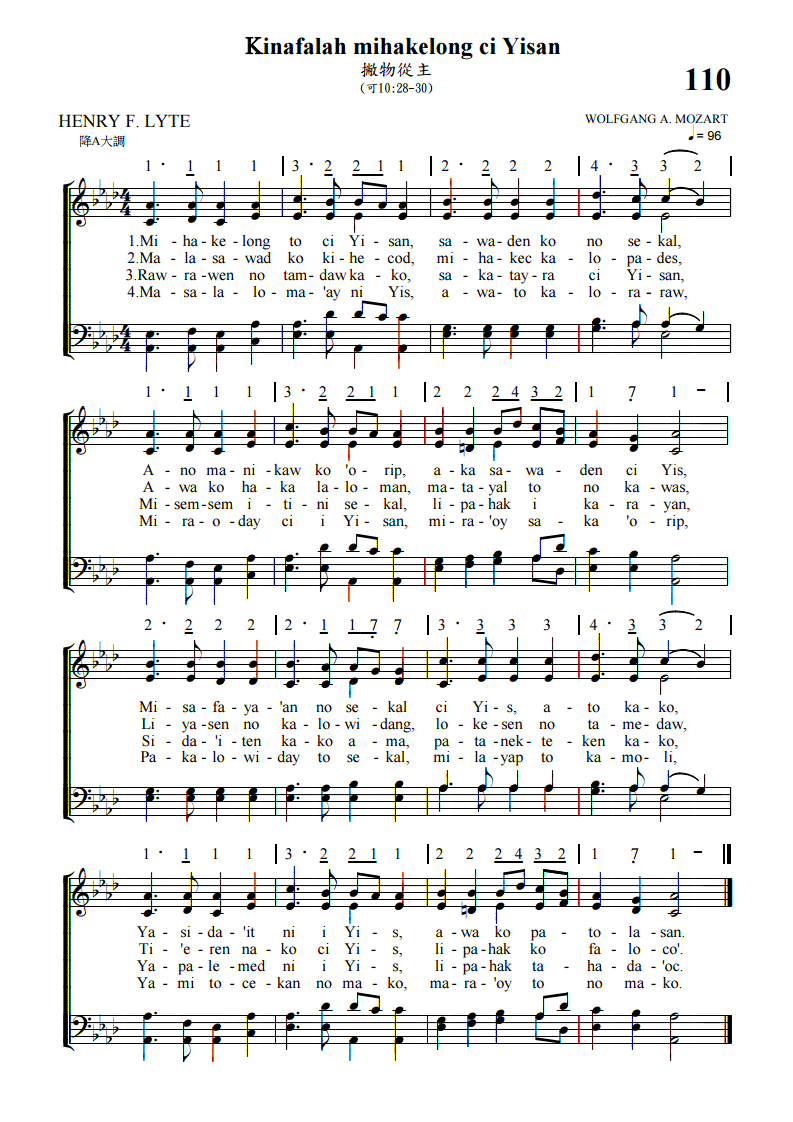 Kinafalah mihakelong ci Yisan
撇物從主
(可10:28-30)
110
HENRY F. LYTE
WOLFGANG A. MOZART
降A大調
♩= 96
1 · 1 1 1 | 3 · 2 2 1 1 | 2 · 2 2 2 | 4 · 3 3 2 |
1.Mi - ha - ke - long to ci Yi - san, sa - wa - den ko no se - kal,
2.Ma - la - sa - wad ko ki - he - cod, mi - ha - kec ka - lo - pa - des,
3.Raw - ra - wen no tam - daw ka - ko, sa - ka - tay - ra ci Yi - san,
4.Ma - sa - la - lo - ma - 'ay ni Yis, a - wa - to ka - lo - ra - raw,
1 · 1 1 1 | 3 · 2 2 1 1 | 2 2 2 4 3 2 | 1 7 1 - |
A - no ma - ni - kaw ko 'o - rip, a - ka sa - wa - den ci Yis,
A - wa ko ha - ka la - lo - man, ma - ta - yal to no ka - was,
Mi - sem - sem i - ti - ni se - kal, li - pa - hak i ka - ra - yan,
Mi - ra - o - day ci i Yi - san, mi - ra - 'oy sa - ka 'o - rip,
2 · 2 2 2 | 2 · 1 1 7 7 | 3 · 3 3 3 | 4 · 3 3 2 |
Mi - sa - fa - ya - 'an no se - kal ci Yi - s, a - to ka - ko,
Li - ya - sen no ka - lo - wi - dang, lo - ke - sen no ta - me - daw,
Si - da - 'i - ten ka - ko a - ma, pa - ta - nek - te - ken ka - ko,
Pa - ka - lo - wi - day to se - kal, mi - la - yap to ka - mo - li,
1 · 1 1 1 | 3 · 2 2 1 1 | 2 2 2 4 3 2 | 1 7 1 -
Ya - si - da - 'it ni i Yi - s, a - wa ko pa - to - la - san.
Ti - 'e - ren na - ko ci Yi - s, li - pa - hak ko fa - lo - co'.
Ya - pa - le - med ni i Yi - s, li - pa - hak ta - ha - da - 'oc.
Ya - mi to - ce - kan no ma - ko, ma - ra - 'oy to no ma - ko.